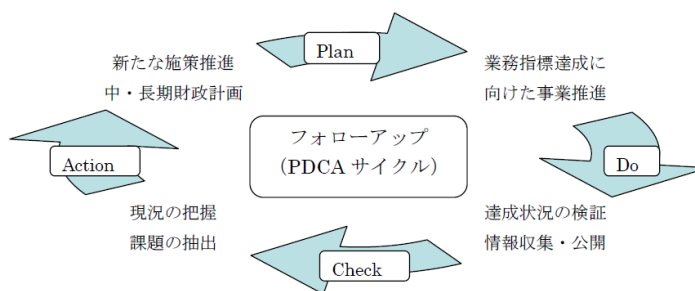 Plan
新たな施策推進
中・長期財政計画
業務指標達成に
向けた事業推進
フォローアップ
（PDCA サイクル）
Action
Do
現況の把握
課題の抽出
達成状況の検証
情報収集・公開
Check